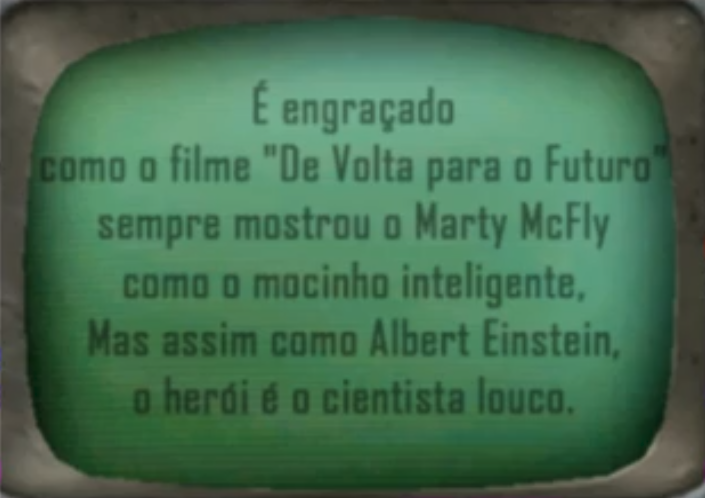 É engraçado
como o filme "De Volta para o Futuro"
sempre mostrou o Marty McFly
como o mocinho inteligente,
Mas assim como Albert Einstein,
o herói é o cientista louco.